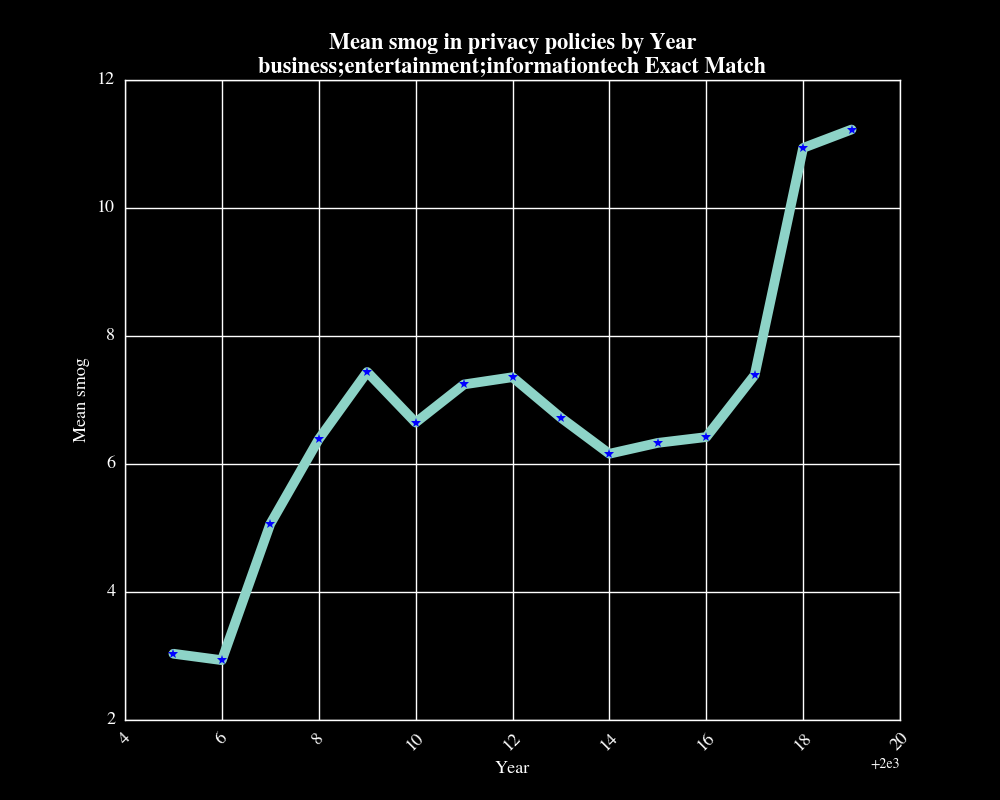 Mean smog in privacy policies by Year
business;entertainment;informationtech Exact Match
12
10
8
6
4
2
Mean smog
4 6 8 10 12 14 16 18 20
Year
+2e3